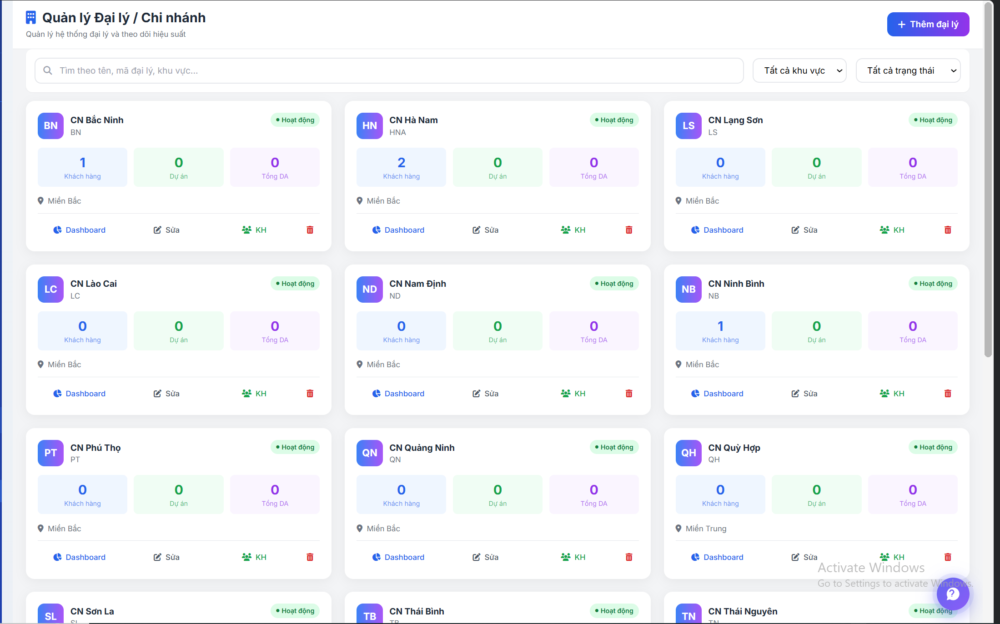 Quản lý Đại lý / Chi nhánh
Quản lý hệ thống đại lý và theo dõi hiệu suất
Thêm đại lý
Tìm theo tên, mã đại lý, khu vực...
Tất cả khu vực
Tất cả trạng thái
BN
CN Bắc Ninh
BN
Hoạt động
1
Khách hàng
0
Dự án
0
Tổng DA
Miền Bắc
Dashboard
Sửa
KH
HN
CN Hà Nam
HNA
Hoạt động
2
Khách hàng
0
Dự án
0
Tổng DA
Miền Bắc
Dashboard
Sửa
KH
LS
CN Lạng Sơn
LS
Hoạt động
0
Khách hàng
0
Dự án
0
Tổng DA
Miền Bắc
Dashboard
Sửa
KH
LC
CN Lào Cai
LC
Hoạt động
0
Khách hàng
0
Dự án
0
Tổng DA
Miền Bắc
Dashboard
Sửa
KH
ND
CN Nam Định
ND
Hoạt động
0
Khách hàng
0
Dự án
0
Tổng DA
Miền Bắc
Dashboard
Sửa
KH
NB
CN Ninh Bình
NB
Hoạt động
1
Khách hàng
0
Dự án
0
Tổng DA
Miền Bắc
Dashboard
Sửa
KH
PT
CN Phú Thọ
PT
Hoạt động
0
Khách hàng
0
Dự án
0
Tổng DA
Miền Bắc
Dashboard
Sửa
KH
QN
CN Quảng Ninh
QN
Hoạt động
0
Khách hàng
0
Dự án
0
Tổng DA
Miền Bắc
Dashboard
Sửa
KH
QH
CN Quỳ Hợp
QH
Hoạt động
0
Khách hàng
0
Dự án
0
Tổng DA
Miền Trung
Dashboard
Sửa
KH
Activate Windows
Go to Settings to activate Windows.
SL
CN Sơn La
SL
Hoạt động
TB
CN Thái Bình
TB
Hoạt động
TN
CN Thái Nguyên
TN
Hoạt động